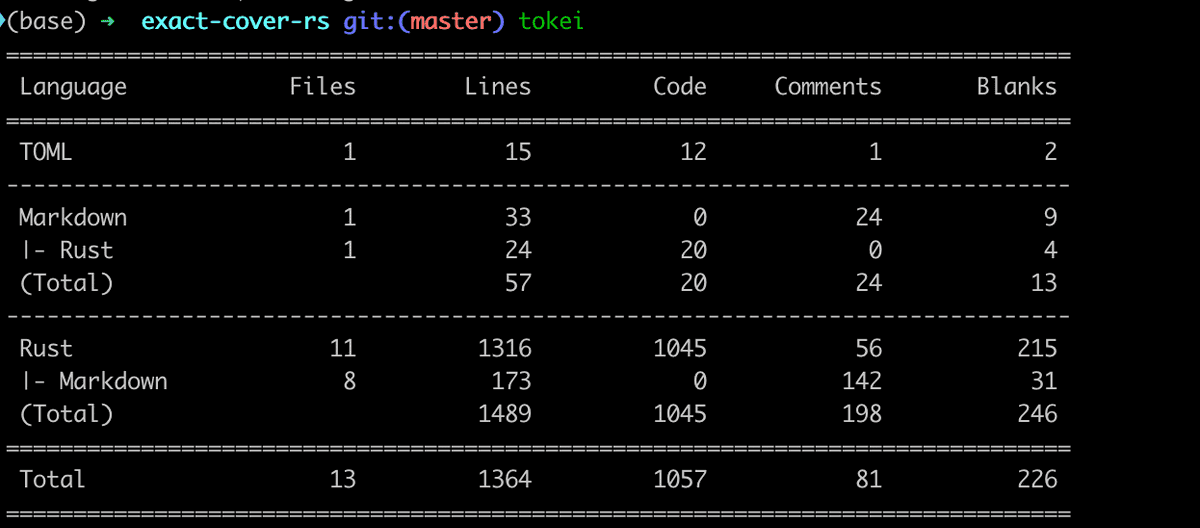 (base) ➜ exact-cover-rs git:(master) tokei
===============================================================================
Language Files Lines Code Comments Blanks
===============================================================================
TOML 1 15 12 1 2
-------------------------------------------------------------------------------
Markdown 1 33 0 24 9
|- Rust 1 24 20 0 4
(Total) 57 20 24 13
-------------------------------------------------------------------------------
Rust 11 1316 1045 56 215
|- Markdown 8 173 0 142 31
(Total) 1489 1045 198 246
===============================================================================
Total 13 1364 1057 81 226
===============================================================================